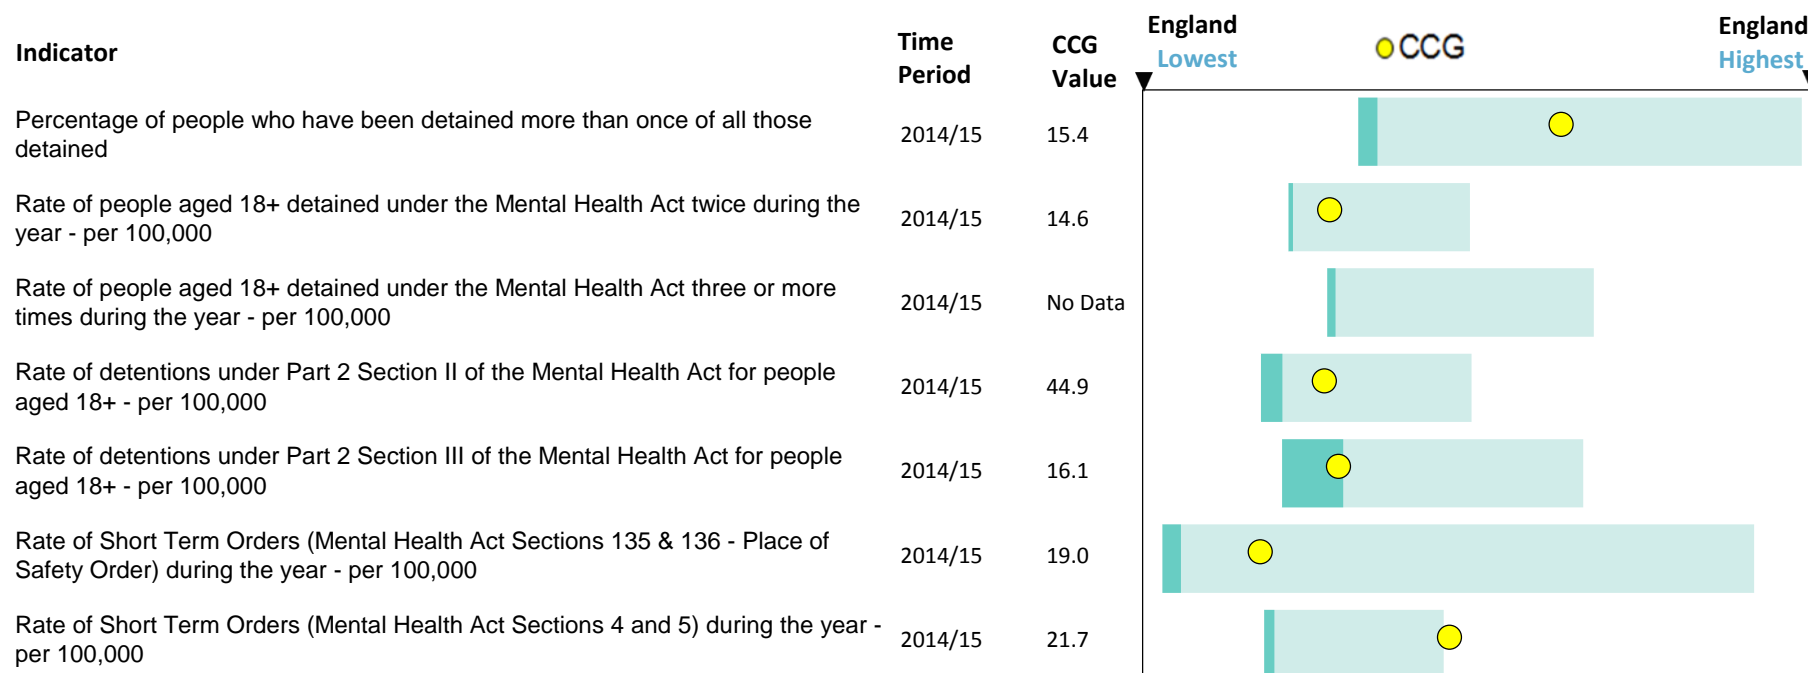 Indicator
Time
Period
CCG
Value
England
Lowest
CCG
England
Highest
Percentage of people who have been detained more than once of all those
detained
2014/15
15.4
Rate of people aged 18+ detained under the Mental Health Act twice during the
year - per 100,000
2014/15
14.6
Rate of people aged 18+ detained under the Mental Health Act three or more
times during the year - per 100,000
2014/15
No Data
Rate of detentions under Part 2 Section II of the Mental Health Act for people
aged 18+ - per 100,000
2014/15
44.9
Rate of detentions under Part 2 Section III of the Mental Health Act for people
aged 18+ - per 100,000
2014/15
16.1
Rate of Short Term Orders (Mental Health Act Sections 135 & 136 - Place of
Safety Order) during the year - per 100,000
2014/15
19.0
Rate of Short Term Orders (Mental Health Act Sections 4 and 5) during the year -
per 100,000
2014/15
21.7